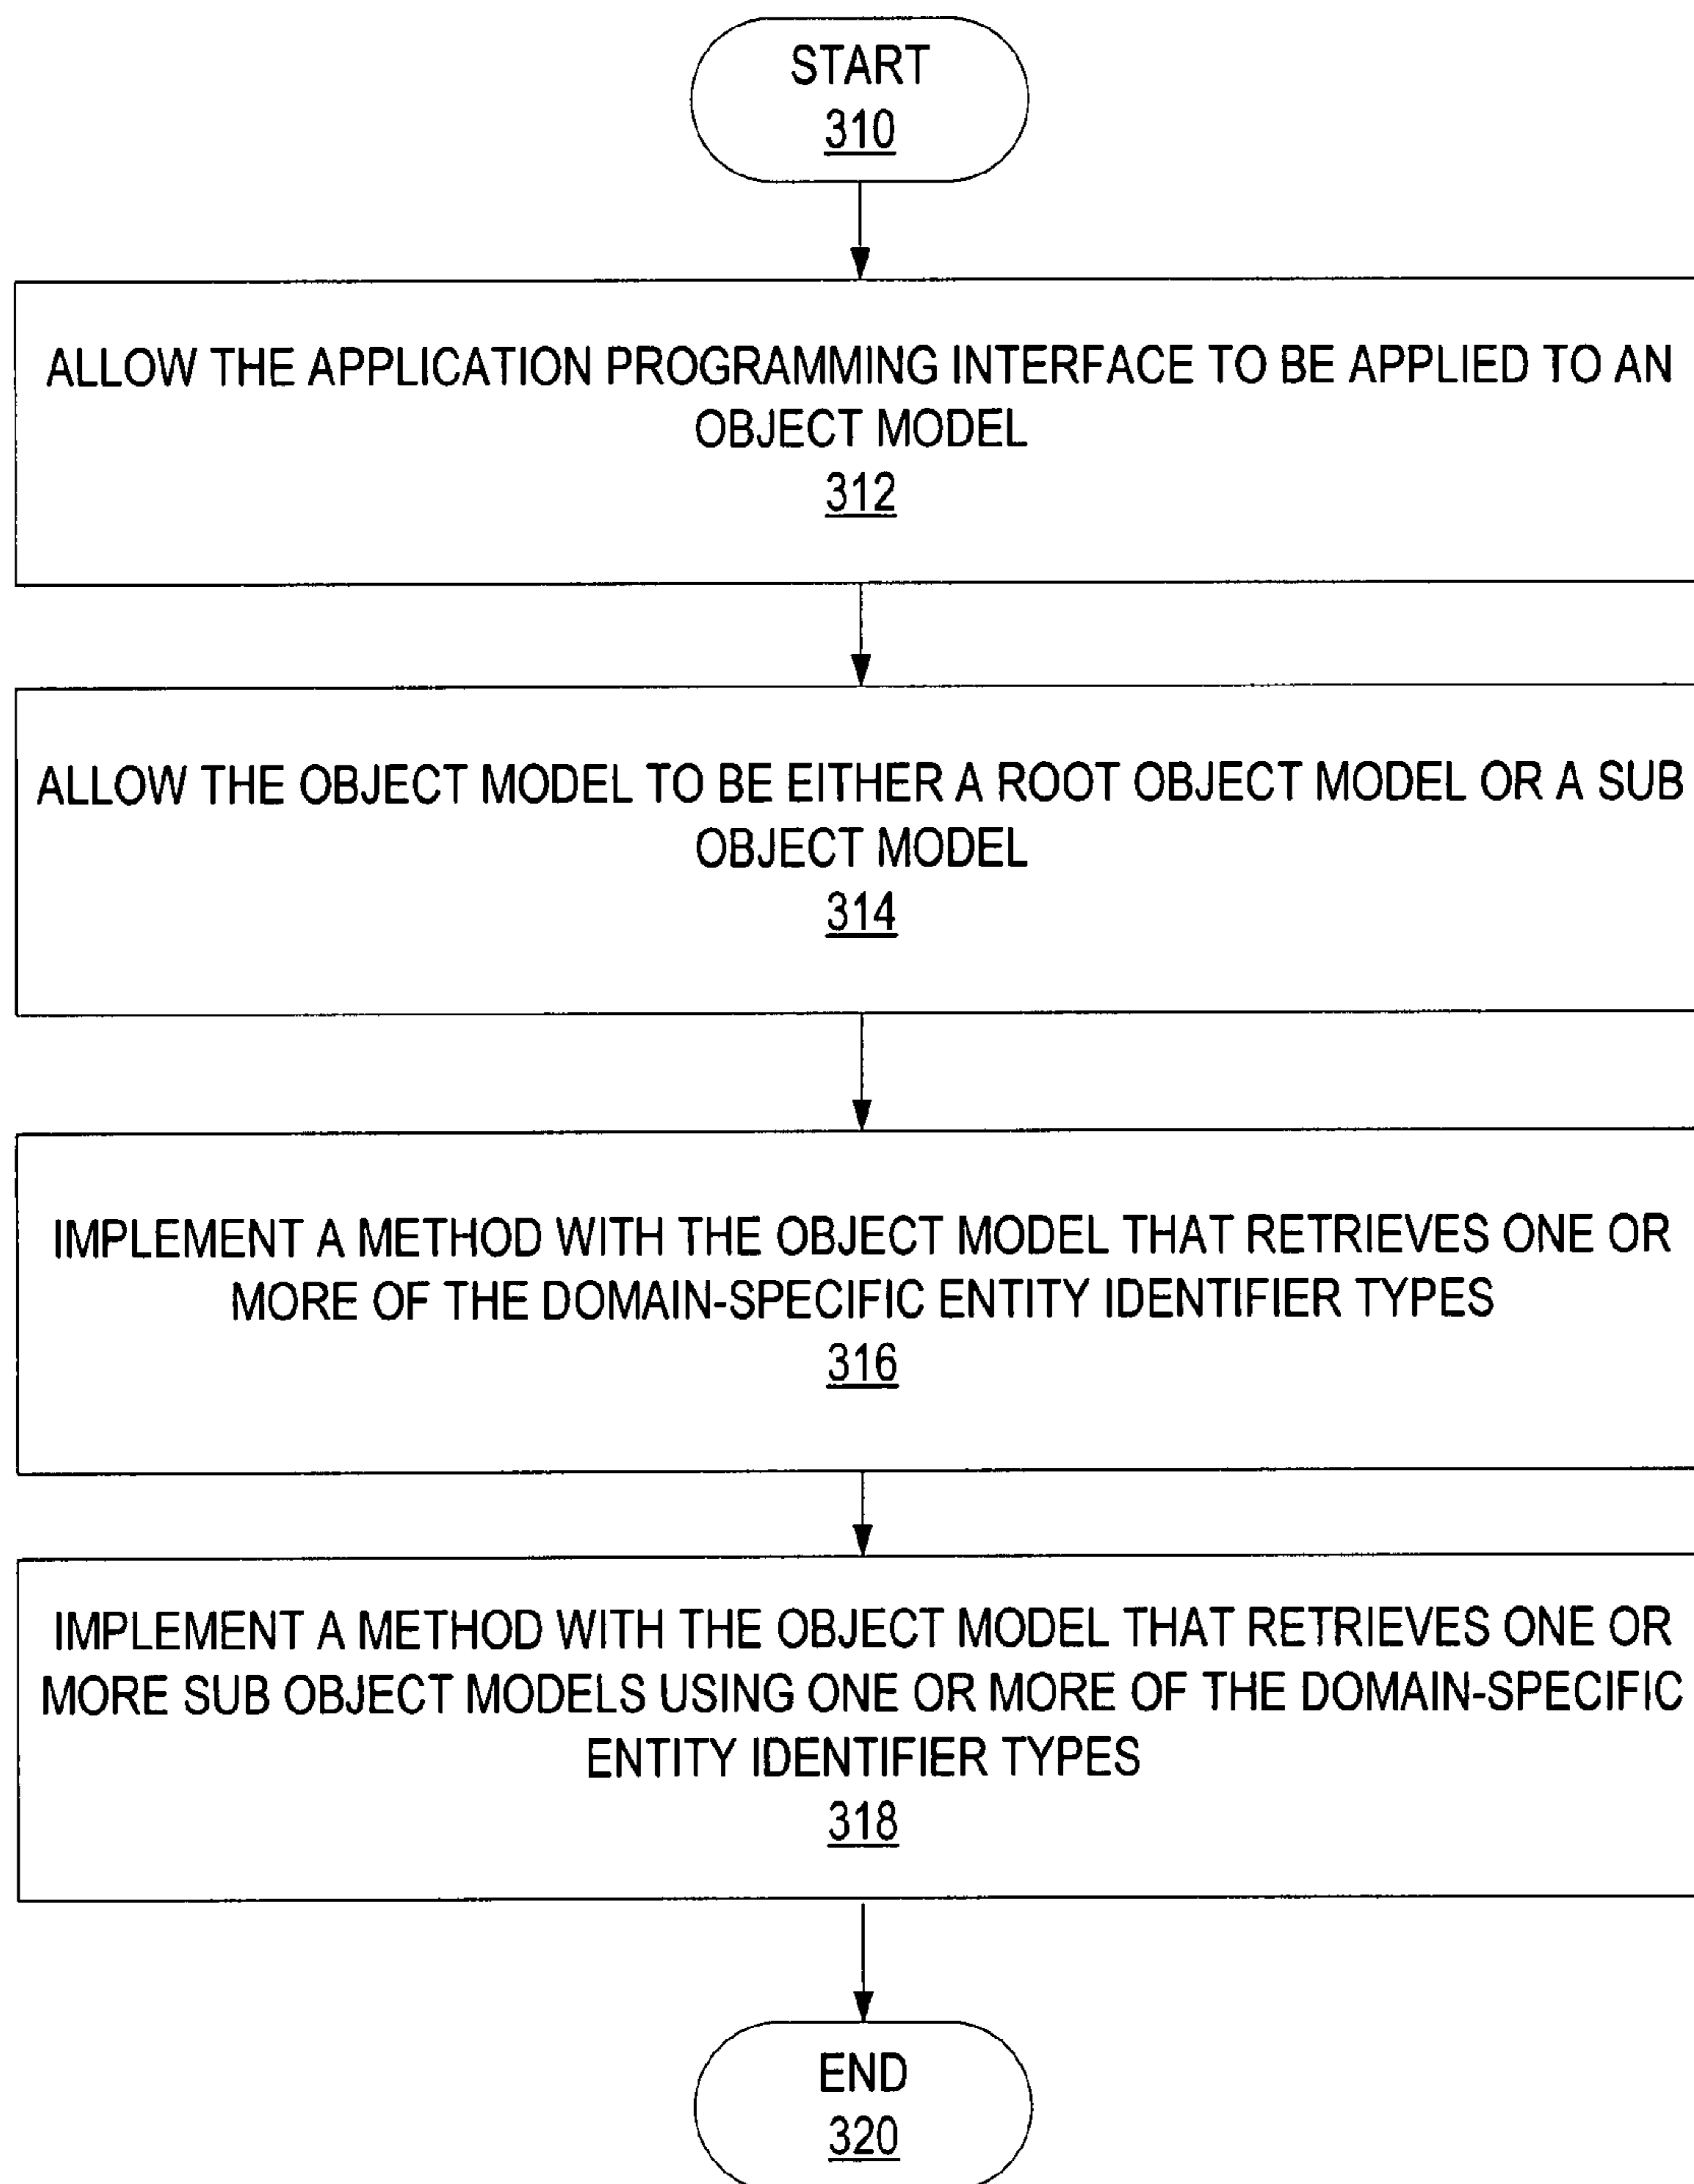 START
310
ALLOW THE APPLICATION PROGRAMMING INTERFACE TO BE APPLIED TO AN
OBJECT MODEL
312
ALLOW THE OBJECT MODEL TO BE EITHER A ROOT OBJECT MODEL OR A SUB
OBJECT MODEL
314
IMPLEMENT A METHOD WITH THE OBJECT MODEL THAT RETRIEVES ONE OR
MORE OF THE DOMAIN-SPECIFIC ENTITY IDENTIFIER TYPES
316
IMPLEMENT A METHOD WITH THE OBJECT MODEL THAT RETRIEVES ONE OR
MORE SUB OBJECT MODELS USING ONE OR MORE OF THE DOMAIN-SPECIFIC
ENTITY IDENTIFIER TYPES
318
END
320